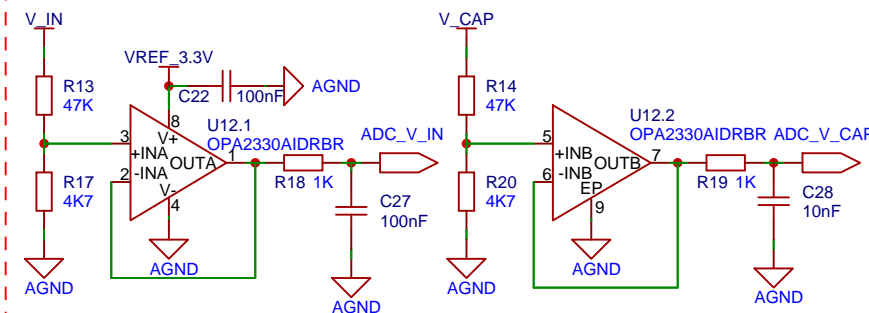 V_IN
V_CAP
VREF_3.3V
R13
47K
C22
100nF
AGND
R14
47K
8
V+
U12.1
OPA2330AIDRBR
ADC_V_IN
3
+INA
OUTA
1
2
-INA
V-
4
R17
4K7
R18
1K
C27
100nF
AGND
AGND
AGND
U12.2
OPA2330AIDRBR
ADC_V_CAP
5
+INB
OUTB
7
6
-INB
EP
9
R20
4K7
R19
1K
C28
10nF
AGND
AGND
AGND